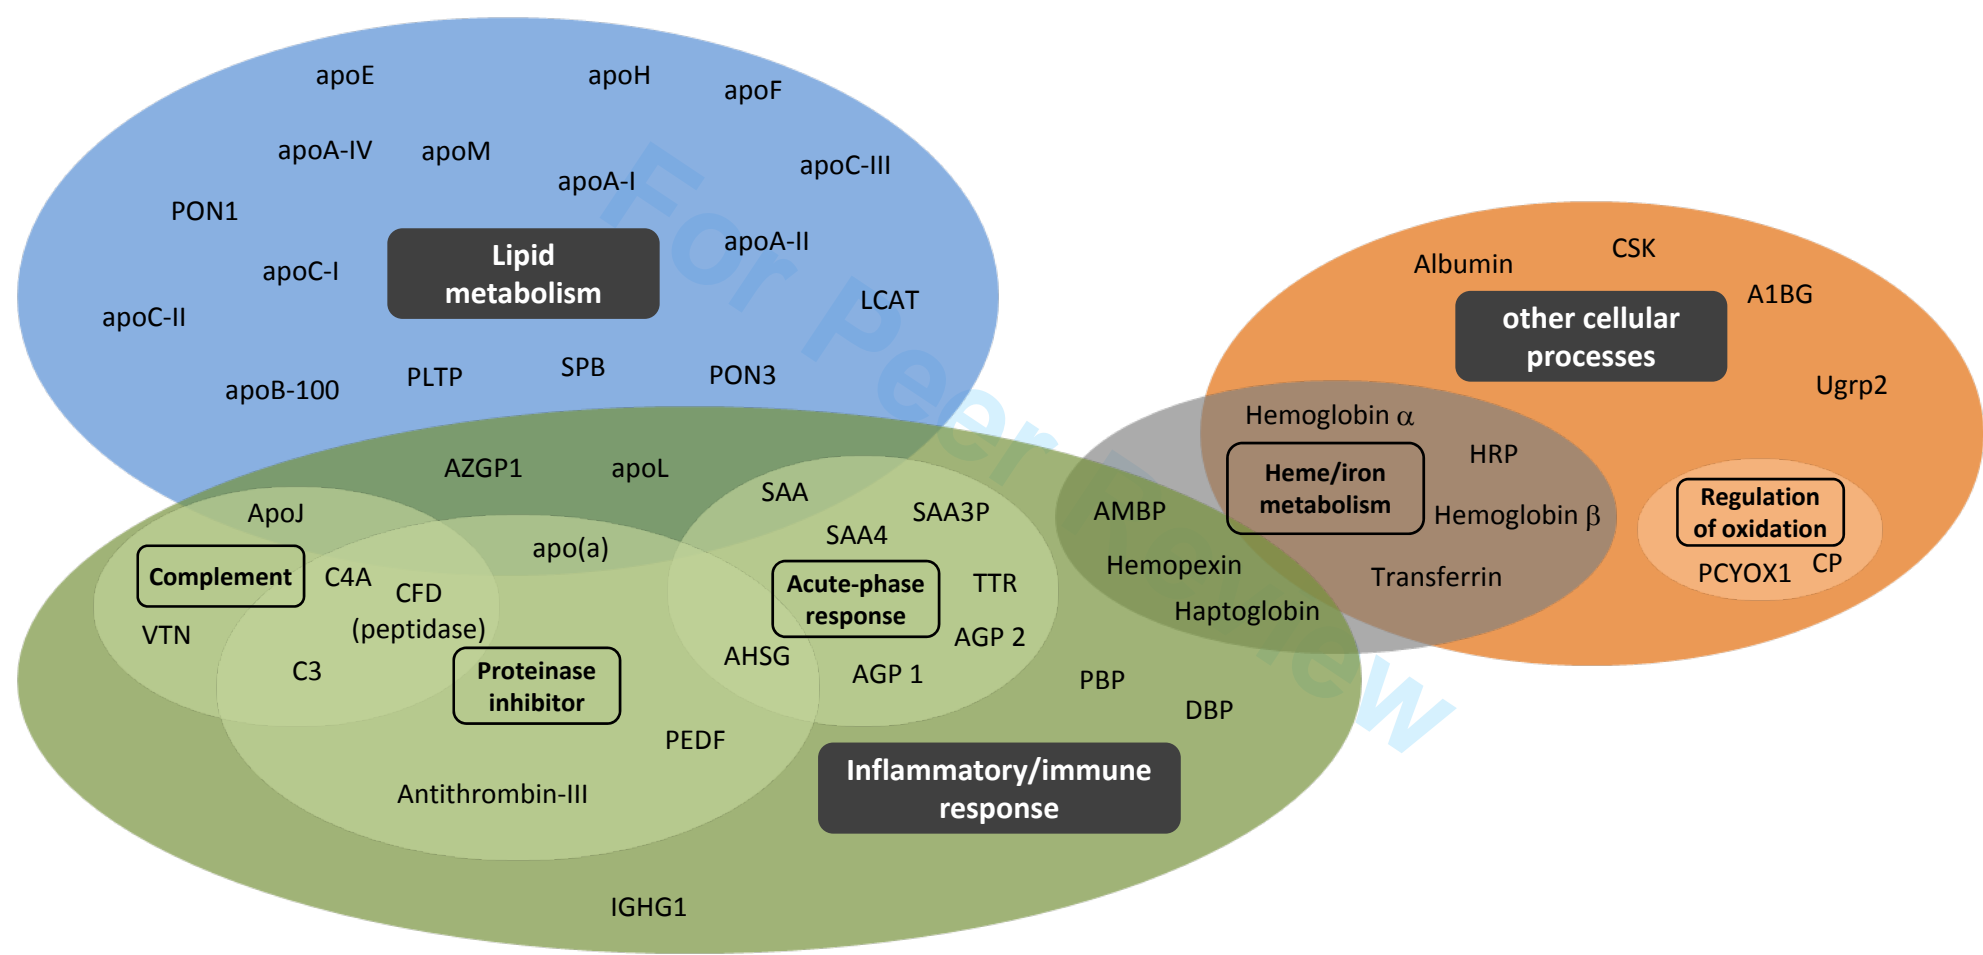 apoE
apoH
apoF
apoA-IV
apoM
apoC-III
apoA-I
PON1
apoA-II
Lipid
metabolism
apoC-I
LCAT
apoC-II
SPB
PLTP
PON3
apoB-100
AZGP1
apoL
SAA
SAA3P
ApoJ
SAA4
apo(a)
Complement
C4A
CFD
(peptidase)
VTN
C3
Acute-phase
response
TTR
AGP 2
AHSG
AGP 1
Proteinase
inhibitor
PEDF
Antithrombin-III
PBP
DBP
Inflammatory/immune
response
IGHG1
AMBP
Hemopexin
Haptoglobin
Hemoglobin α
HRP
Heme/iron
metabolism
Hemoglobin β
Transferrin
CSK
Albumin
A1BG
other cellular
processes
Ugrp2
Regulation
of oxidation
PCYOX1
CP
For Peer Review